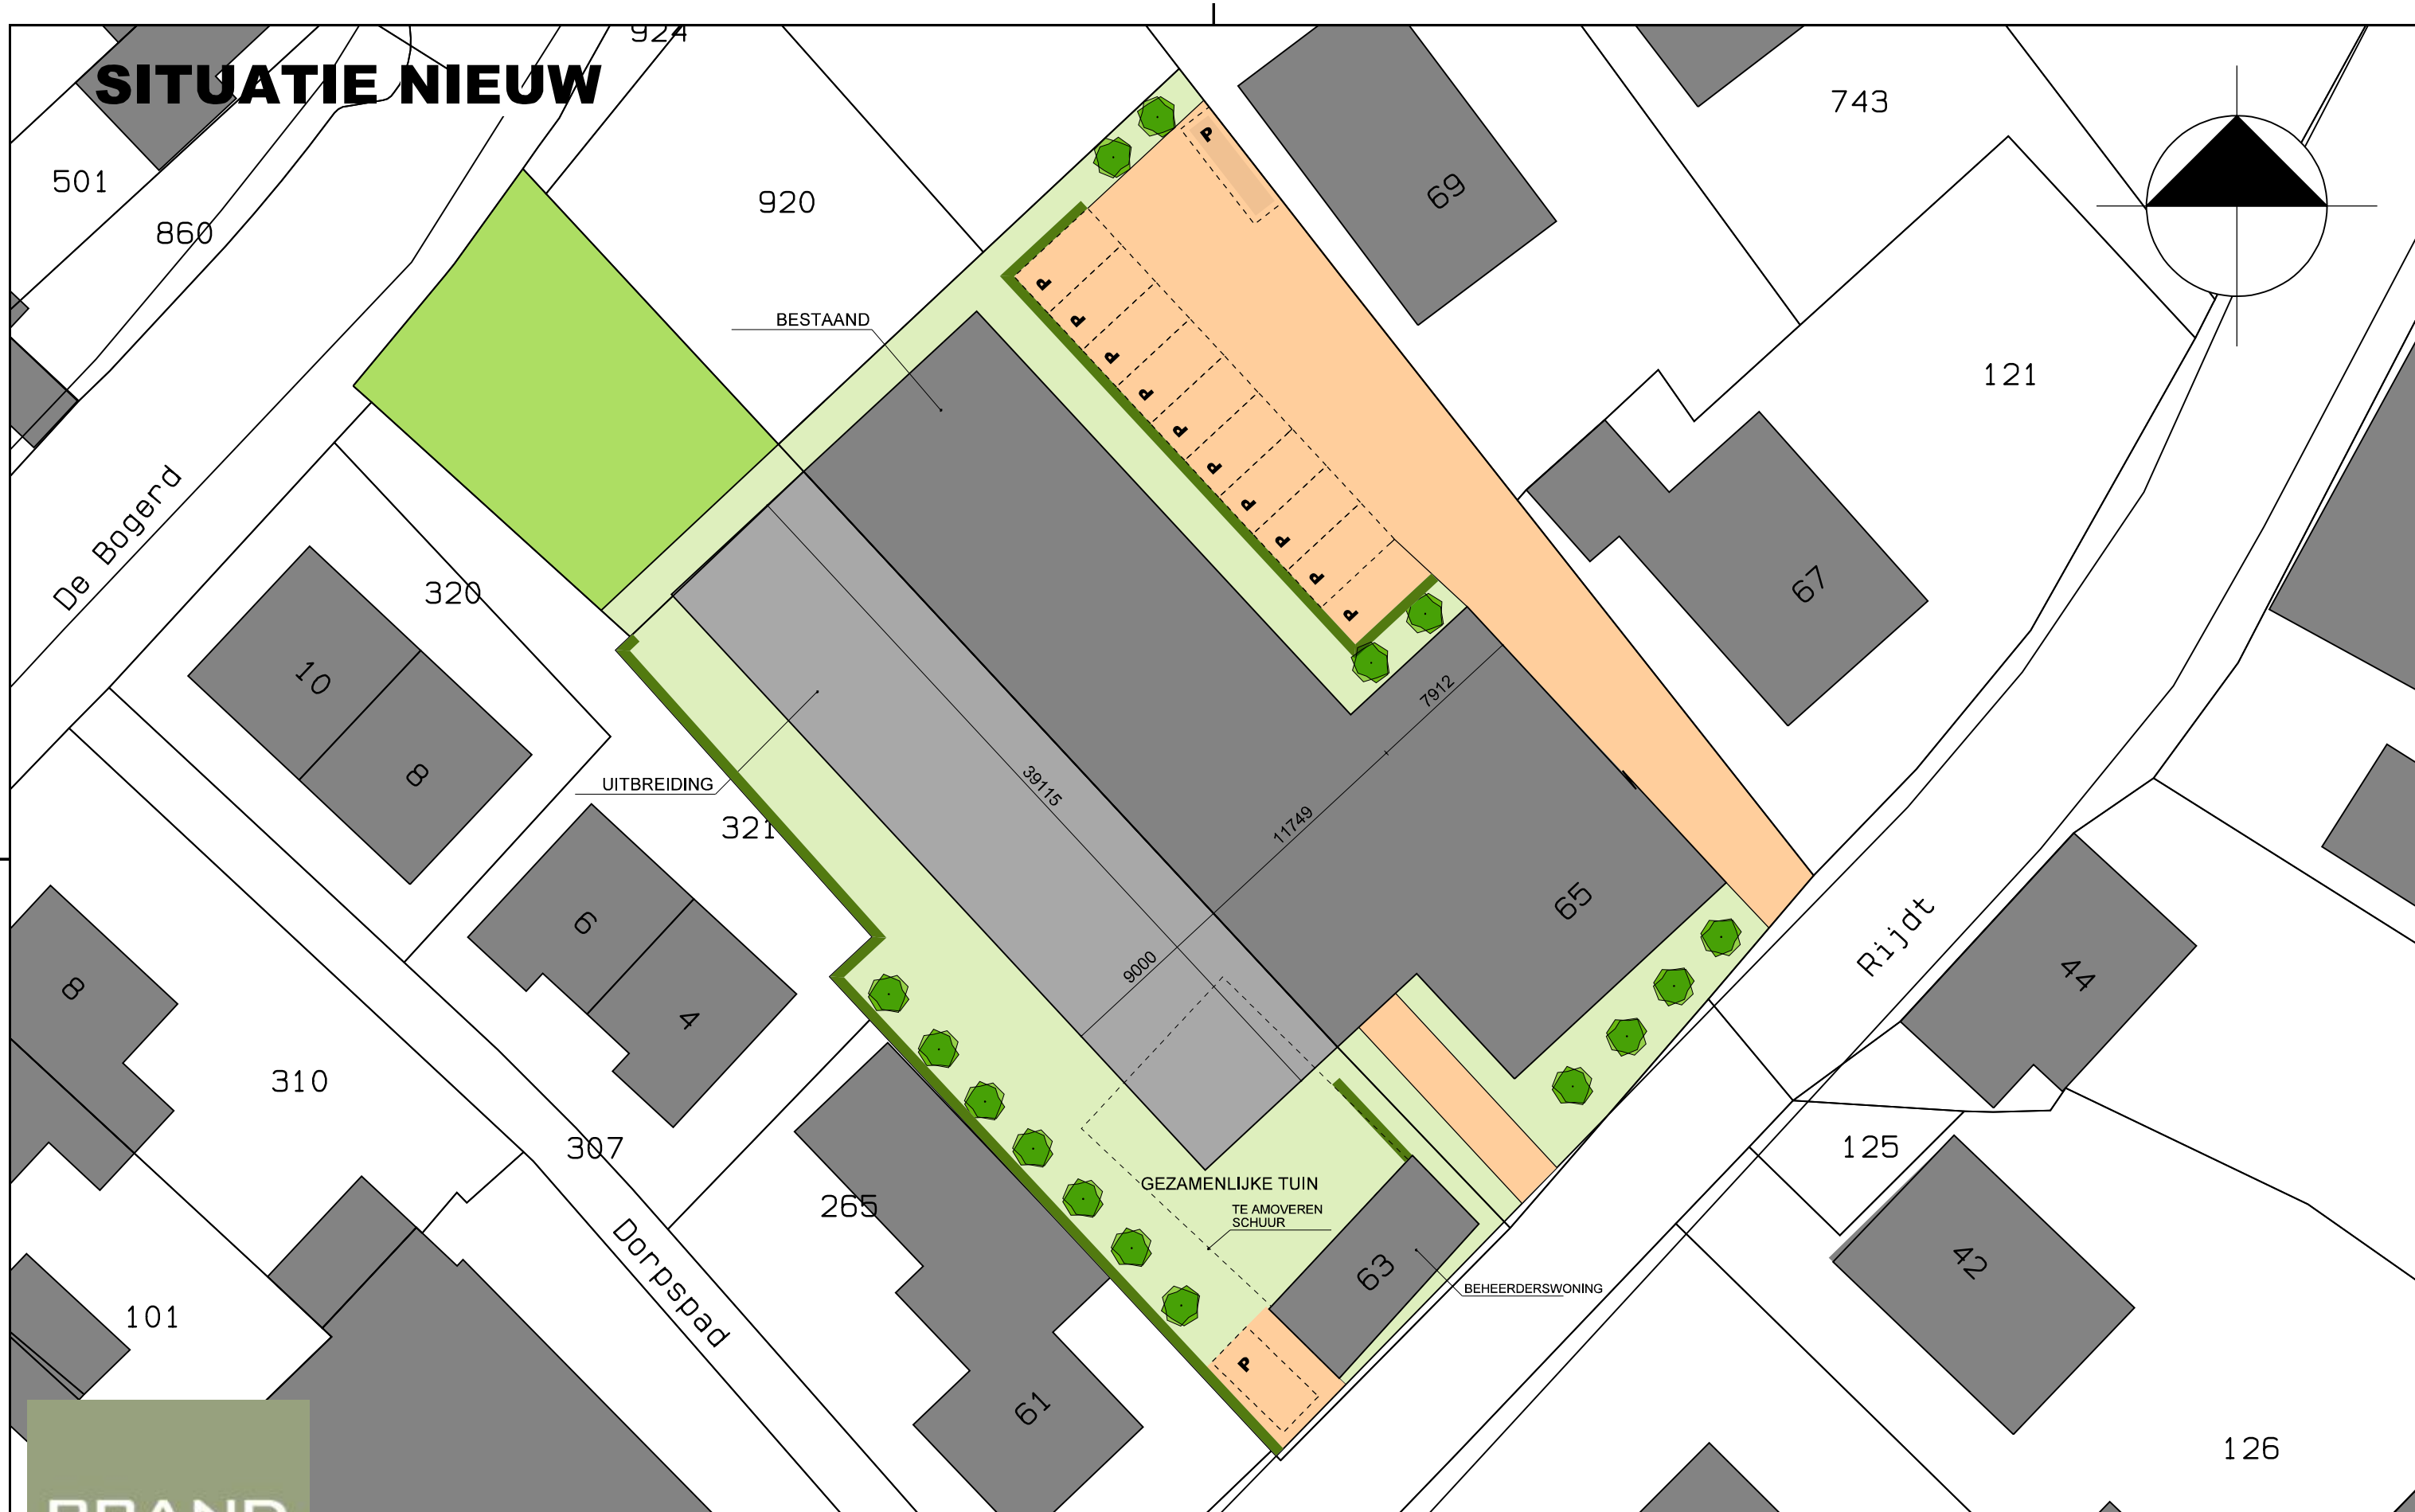 SITUATIE NIEUW
924
743
501
860
920
69
121
P
BESTAAND
P
P
P
P
P
P
P
P
P
P
De Bogerd
320
67
10
8
7912
UITBREIDING
39115
321
11749
65
6
4
9000
Rijdt
44
8
310
307
125
GEZAMENLIJKE TUIN
TE AMOVEREN
SCHUUR
265
Dorpspad
63
BEHEERDERSWONING
42
101
P
61
126
BRAND